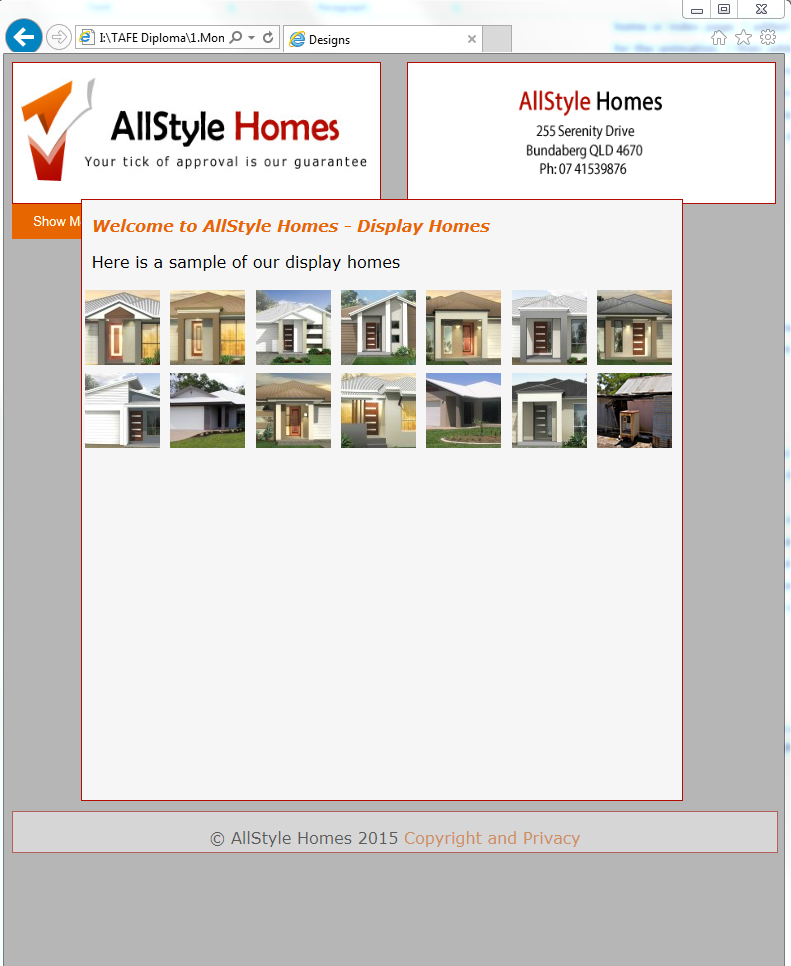 I:\TAFE Diploma\1.Mon
Designs
AllStyle Homes
Your tick of approval is our guarantee
AllStyle Homes
255 Serenity Drive
Bundaberg QLD 4670
Ph: 07 41539876
Show M
Welcome to AllStyle Homes - Display Homes
Here is a sample of our display homes
© AllStyle Homes 2015 Copyright and Privacy